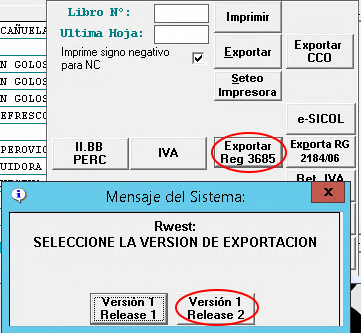 Libro Nº:
Ultima Hoja:
Imprime signo negativo
para NC
Imprimir
Exportar
Seteo
Impresora
Exportar
CCO
e-SICOL
II.BB
PERC
IVA
Exportar
Reg 3685
Exporta RG
2184/06
Ret. IVA
CAÑUELA
N GOLOS
N GOLOS
N GOLOS
EFRESCO
PEROVIC
UIDORA
Mensaje del Sistema:
x
Rwest:
SELECCIONE LA VERSION DE EXPORTACION
Versión 1
Release 1
Versión 1
Release 2